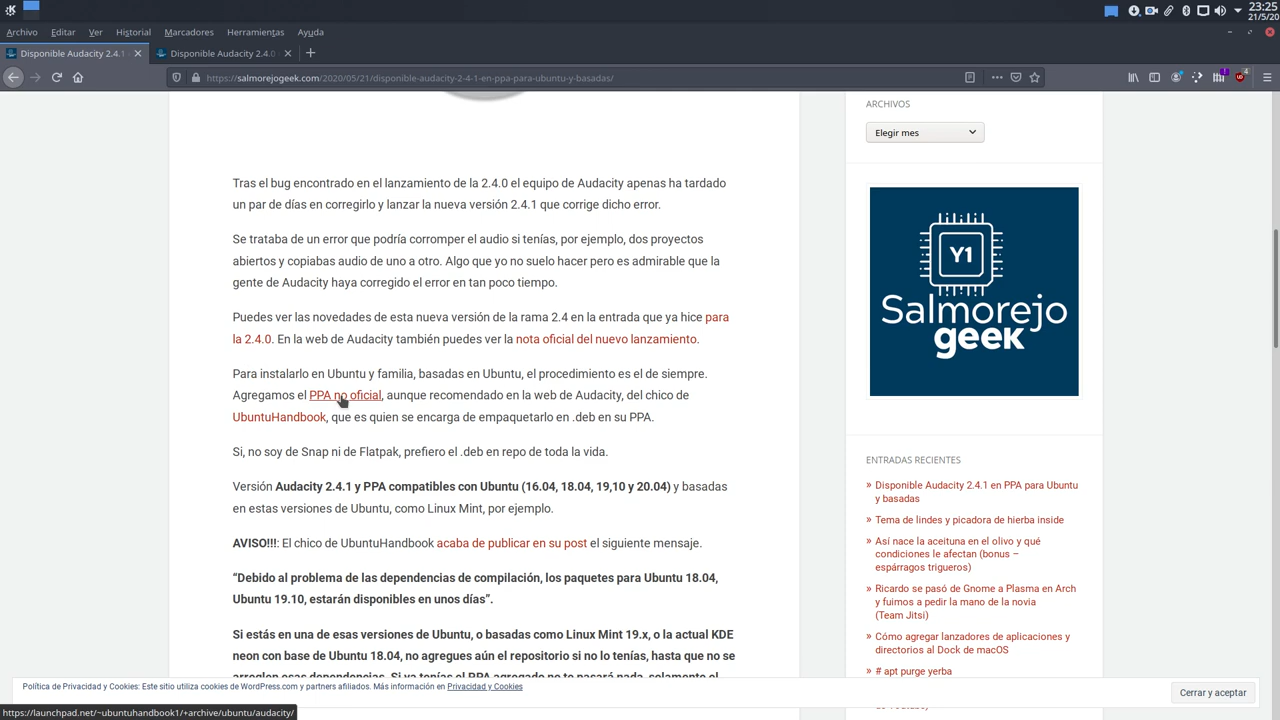 23:25
21/5/20
Archivo Editar Ver Historial Marcadores Herramientas Ayuda
Disponible Audacity 2.4.1 Disponible Audacity 2.4.0
https://salmorejogeek.com/2020/05/21/disponible-audacity-2-4-1-en-ppa-para-ubuntu-y-basadas/
Tras el bug encontrado en el lanzamiento de la 2.4.0 el equipo de Audacity apenas ha tardado
un par de días en corregirlo y lanzar la nueva versión 2.4.1 que corrige dicho error.
Se trataba de un error que podría corromper el audio si tenías, por ejemplo, dos proyectos
abiertos y copiabas audio de uno a otro. Algo que yo no suelo hacer pero es admirable que la
gente de Audacity haya corregido el error en tan poco tiempo.
Puedes ver las novedades de esta nueva versión de la rama 2.4 en la entrada que ya hice para
la 2.4.0. En la web de Audacity también puedes ver la nota oficial del nuevo lanzamiento.
Para instalarlo en Ubuntu y familia, basadas en Ubuntu, el procedimiento es el de siempre.
Agregamos el PPA no oficial, aunque recomendado en la web de Audacity, del chico de
UbuntuHandbook, que es quien se encarga de empaquetarlo en .deb en su PPA.
Si, no soy de Snap ni de Flatpak, prefiero el .deb en repo de toda la vida.
Versión Audacity 2.4.1 y PPA compatibles con Ubuntu (16.04, 18.04, 19,10 y 20.04) y basadas
en estas versiones de Ubuntu, como Linux Mint, por ejemplo.
AVISO!!!: El chico de UbuntuHandbook acaba de publicar en su post el siguiente mensaje.
“Debido al problema de las dependencias de compilación, los paquetes para Ubuntu 18.04,
Ubuntu 19.10, estarán disponibles en unos días”.
Si estás en una de esas versiones de Ubuntu, o basadas como Linux Mint 19.x, o la actual KDE
neon con base de Ubuntu 18.04, no agregues aún el repositorio si no lo tenías, hasta que no se
arreglen esas dependencias. Si ya tenías el PPA agregado no te pasará nada, solamente el
ARCHIVOS
Elegir mes
Y1
Salmorejo
geek
ENTRADAS RECIENTES
» Disponible Audacity 2.4.1 en PPA para Ubuntu
y basadas
» Tema de lindes y picadora de hierba inside
» Así nace la aceituna en el olivo y qué
condiciones le afectan (bonus –
espárragos trigueros)
» Ricardo se pasó de Gnome a Plasma en Arch
y fuimos a pedir la mano de la novia
(Team Jitsi)
» Cómo agregar lanzadores de aplicaciones y
directorios al Dock de macOS
» # apt purge yerba
Política de Privacidad y Cookies: Este sitio utiliza cookies de WordPress.com y partners afiliados. Más información en Privacidad y Cookies
Cerrar y aceptar
https://launchpad.net/~ubuntuhandbook1/+archive/ubuntu/audacity/